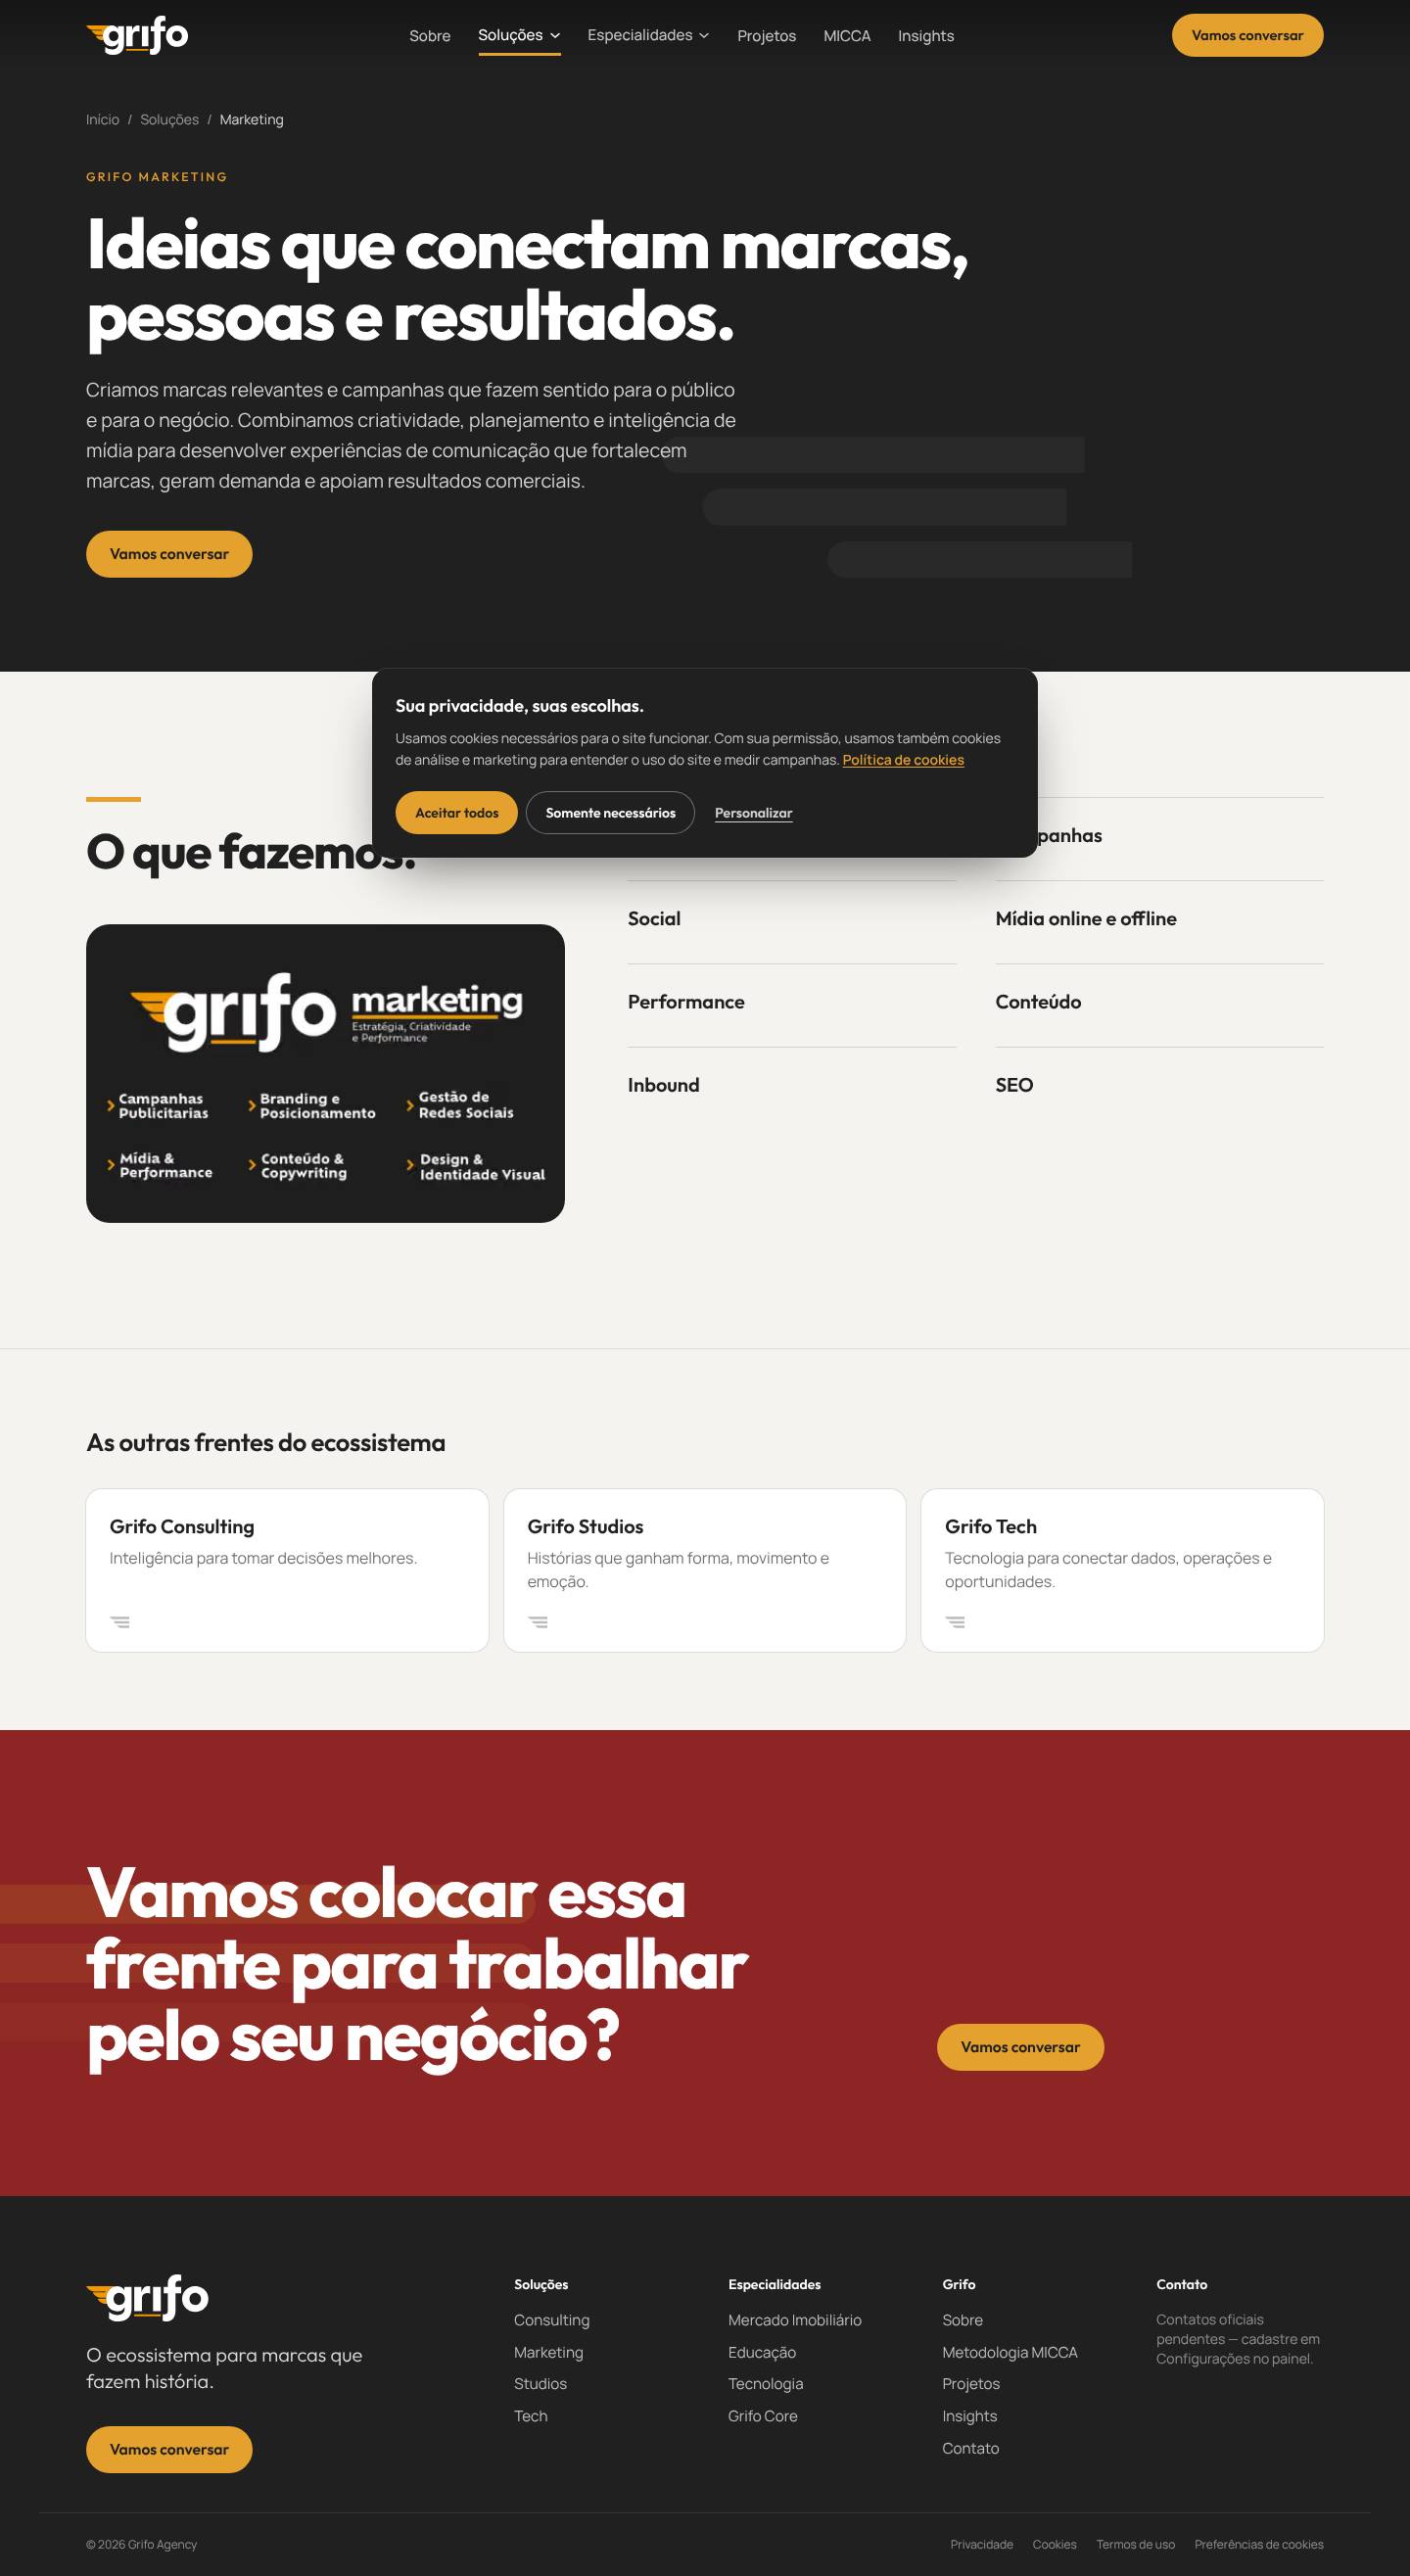 grifo
Sobre
Soluções
Especialidades
Projetos
MICCA
Insights
Vamos conversar
Início / Soluções / Marketing
GRIFO MARKETING
Ideias que conectam marcas,
pessoas e resultados.
Criamos marcas relevantes e campanhas que fazem sentido para o público
e para o negócio. Combinamos criatividade, planejamento e inteligência de
mídia para desenvolver experiências de comunicação que fortalecem
marcas, geram demanda e apoiam resultados comerciais.
Vamos conversar
Sua privacidade, suas escolhas.
Usamos cookies necessários para o site funcionar. Com sua permissão, usamos também cookies
de análise e marketing para entender o uso do site e medir campanhas. Política de cookies
Aceitar todos
Somente necessários
Personalizar
O que fazemos.
panhas
Social
Mídia online e offline
Performance
Conteúdo
Inbound
SEO
grifo marketing
Estratégia, Criatividade
e Performance
Campanhas
Publicitarias
Branding e
Posicionamento
Gestão de
Redes Sociais
Mídia &
Performance
Conteúdo &
Copywriting
Design &
Identidade Visual
As outras frentes do ecossistema
Grifo Consulting
Inteligência para tomar decisões melhores.
Grifo Studios
Histórias que ganham forma, movimento e
emoção.
Grifo Tech
Tecnologia para conectar dados, operações e
oportunidades.
Vamos colocar essa
frente para trabalhar
pelo seu negócio?
Vamos conversar
grifo
O ecossistema para marcas que
fazem história.
Vamos conversar
Soluções
Consulting
Marketing
Studios
Tech
Especialidades
Mercado Imobiliário
Educação
Tecnologia
Grifo Core
Grifo
Sobre
Metodologia MICCA
Projetos
Insights
Contato
Contato
Contatos oficiais
pendentes — cadastre em
Configurações no painel.
© 2026 Grifo Agency
Privacidade
Cookies
Termos de uso
Preferências de cookies